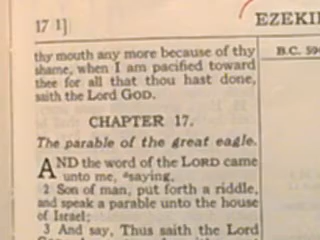 17 1]
EZEKI
B.C. 59
thy mouth any more because of thy
shame, when I am pacified toward
thee for all that thou hast done,
saith the Lord GOD.
CHAPTER 17.
The parable of the great eagle.
AND the word of the LORD came
unto me, saying,
2 Son of man, put forth a riddle,
and speak a parable unto the house
of Israel;
3 And say, Thus saith the Lord